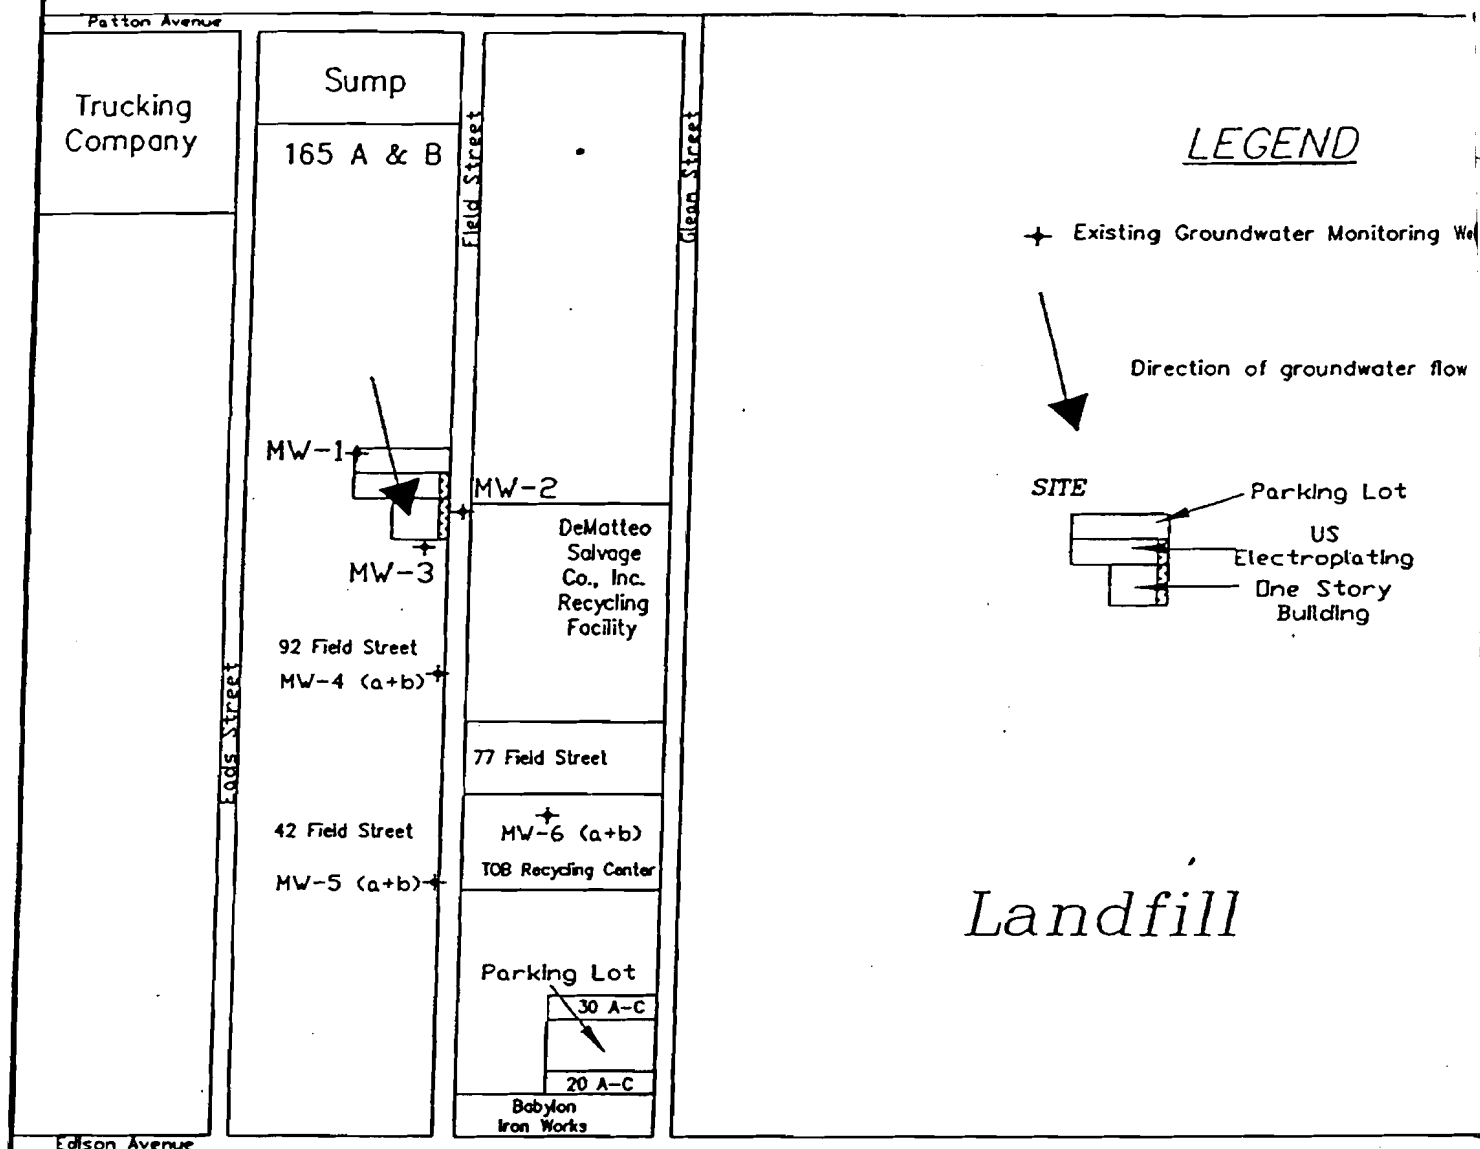 Patton Avenue
Trucking
Company
Sump
165 A & B
Field Street
Glean Street
LEGEND
Existing Groundwater Monitoring We
Direction of groundwater flow
MW-1
MW-2
MW-3
SITE
Parking Lot
US
Electroplating
One Story
Building
DeMatteo
Salvage
Co., Inc.
Recycling
Facility
92 Field Street
MW-4 (a+b)
Eads Street
77 Field Street
42 Field Street
MW-5 (a+b)
MW-6 (a+b)
TOB Recycling Center
Landfill
Parking Lot
30 A-C
20 A-C
Babylon
Iron Works
Edison Avenue